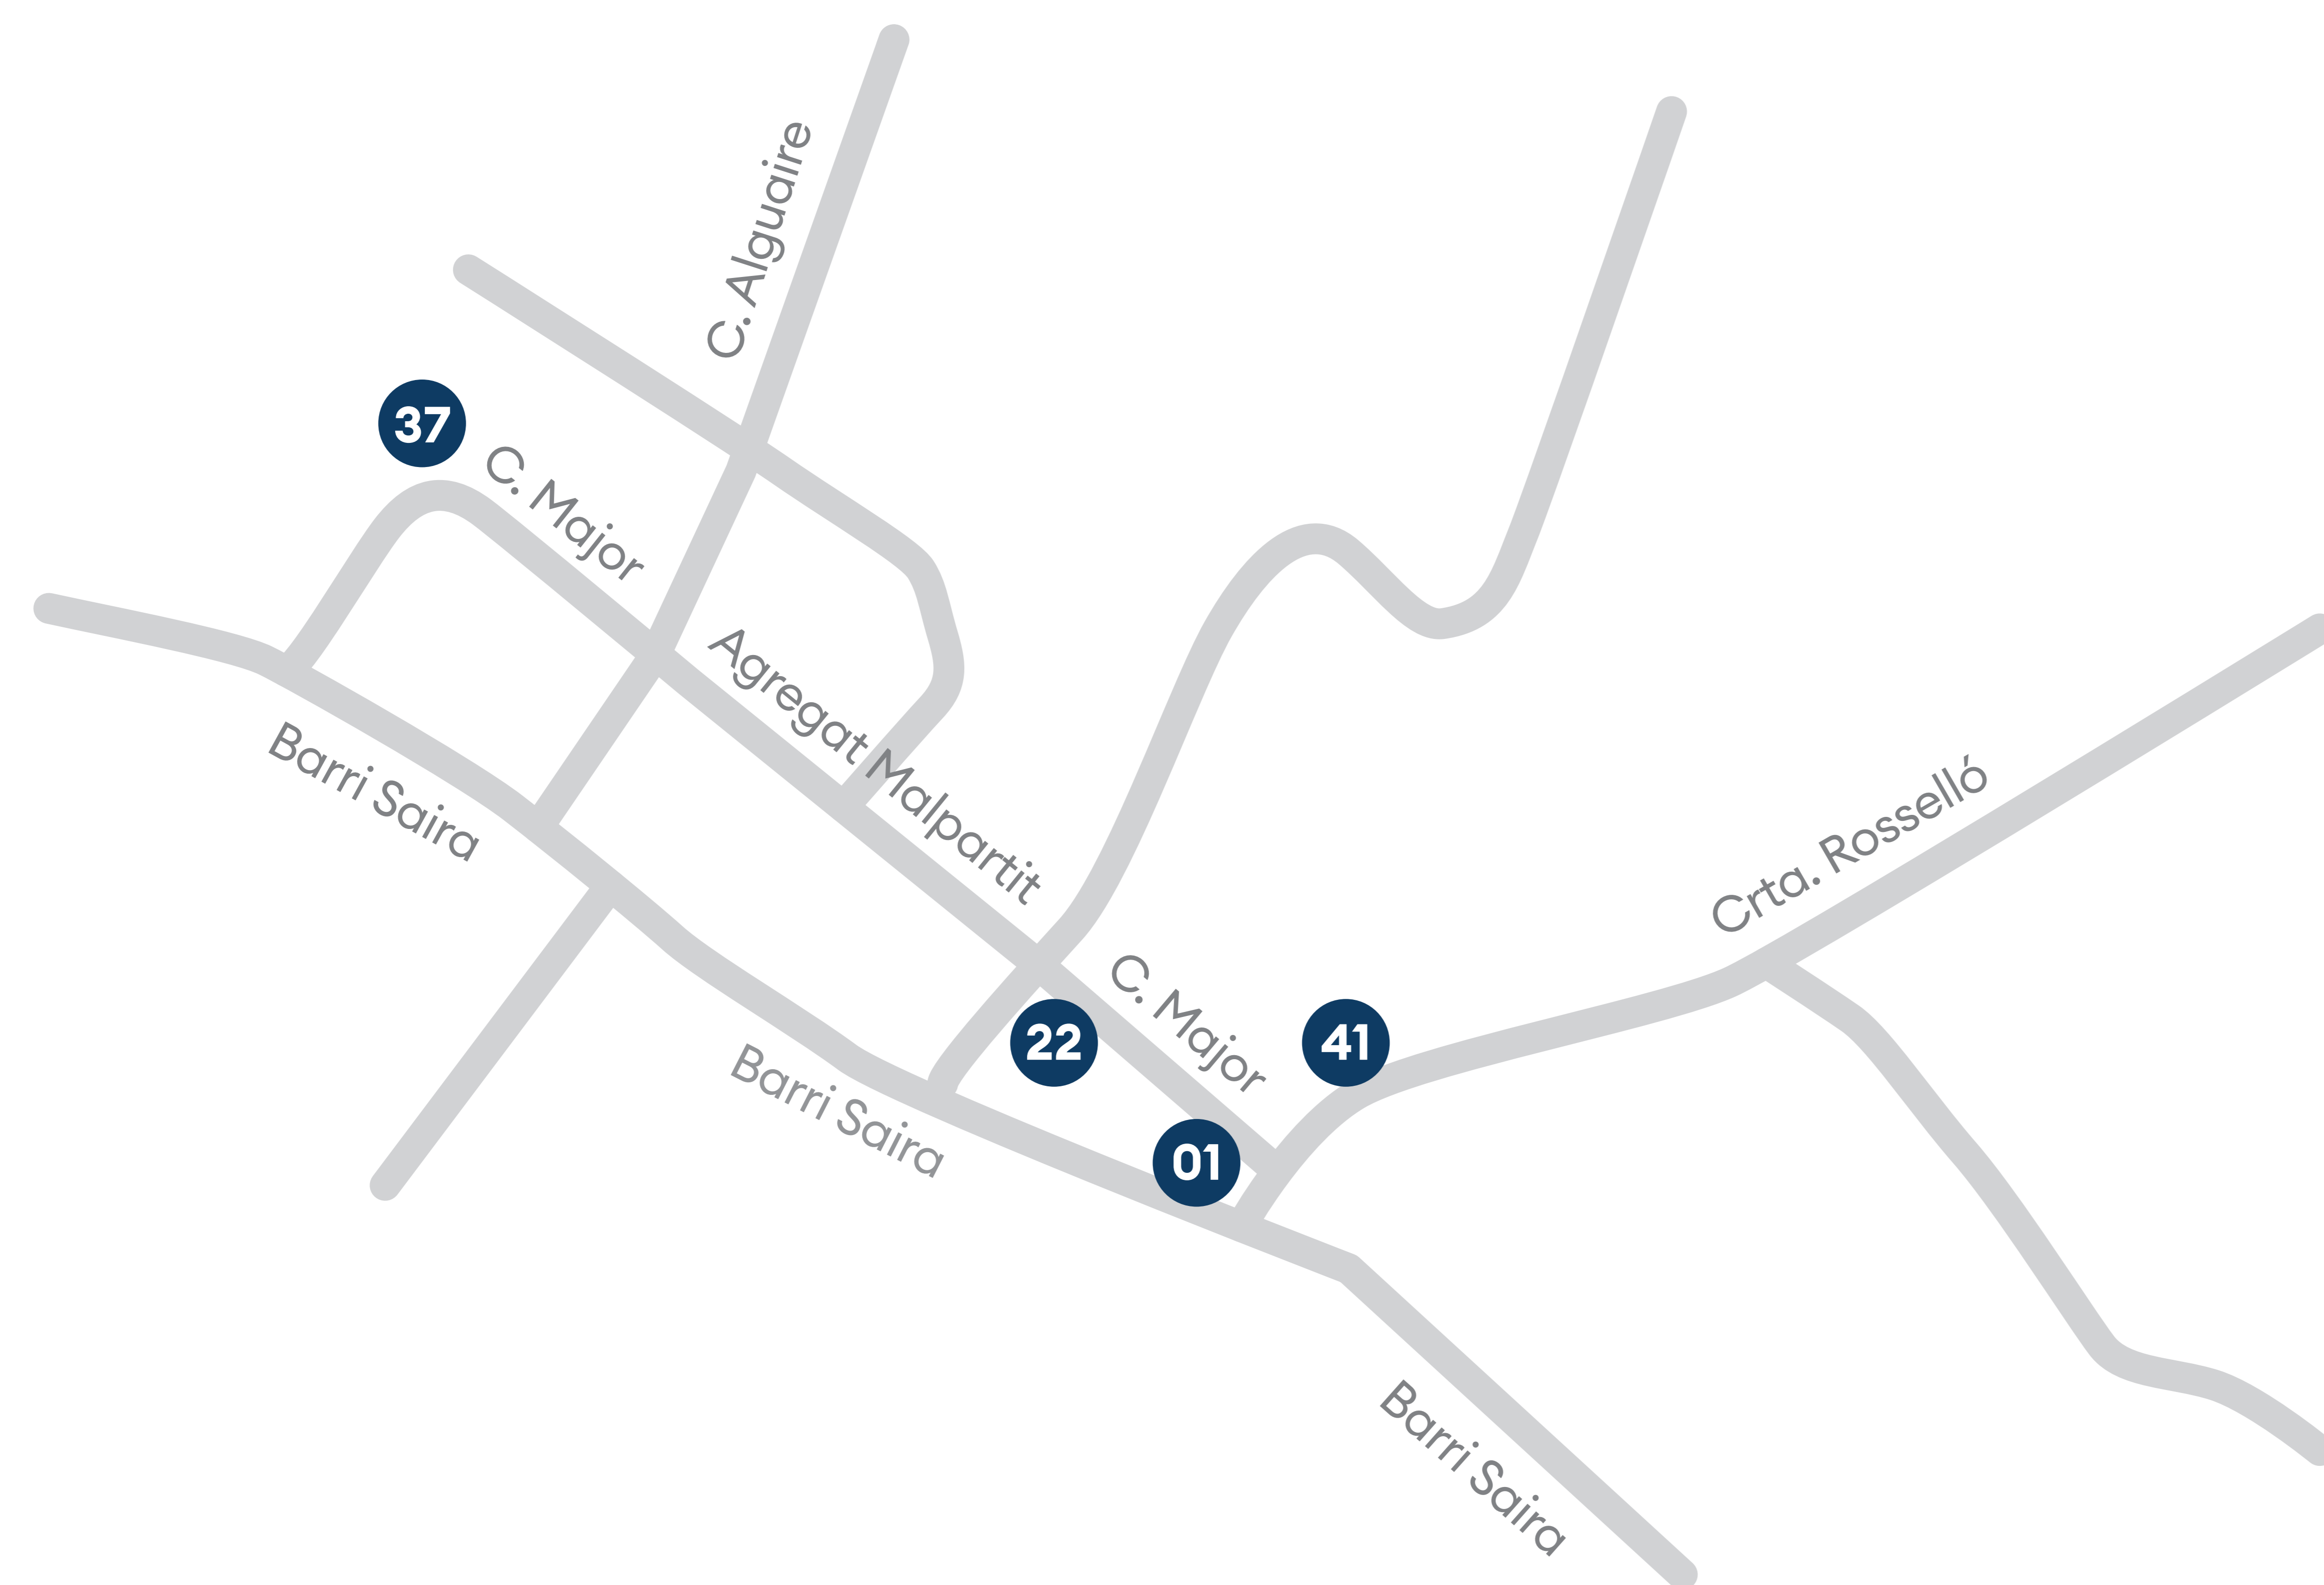 C. Alguaire
37
C. Major
Agregat Malpartit
Barri Saira
Crta. Rosselló
C. Major
22
41
Barri Saira
01
Barri Saira